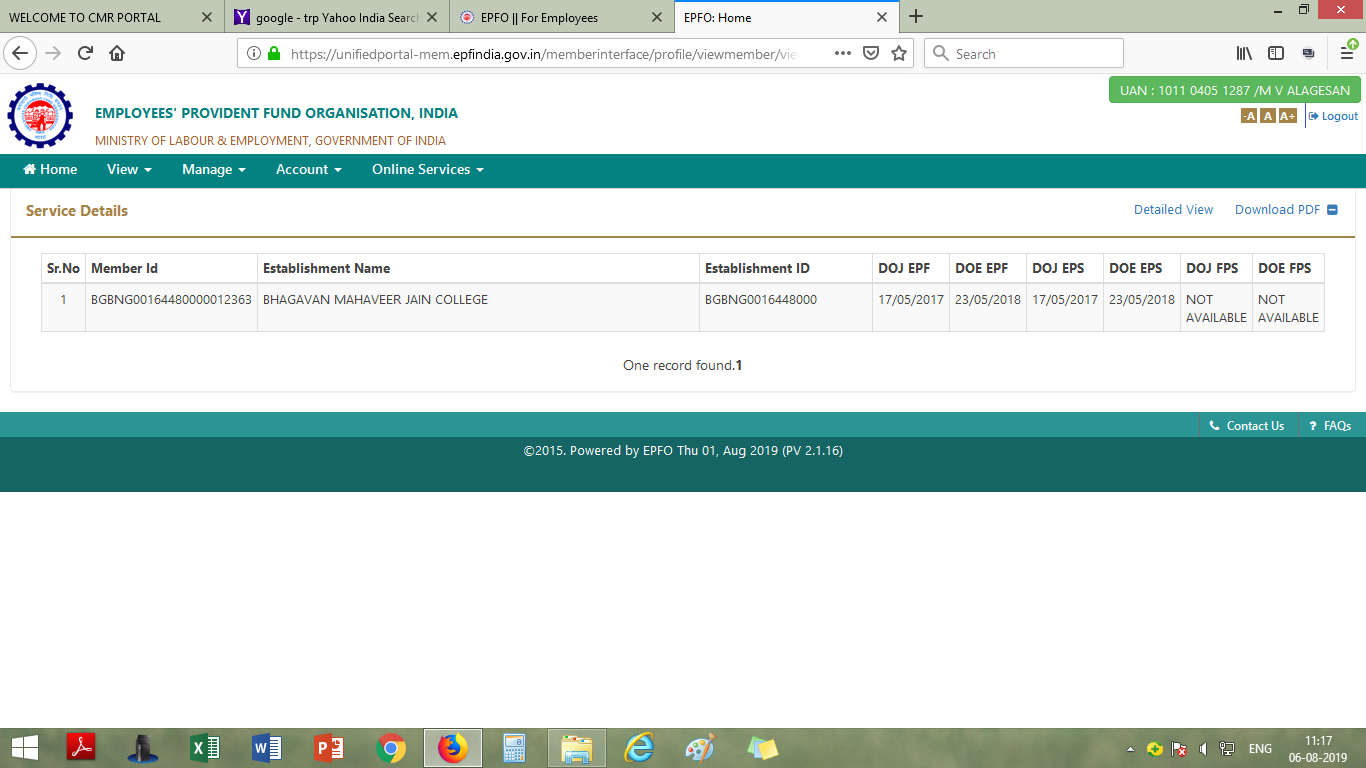 WELCOME TO CMR PORTAL
google - trp Yahoo India Search
EPFO || For Employees
EPFO: Home
https://unifiedportal-mem.epfindia.gov.in/memberinterface/profile/viewmember/vie
Search
UAN : 1011 0405 1287 /M V ALAGESAN
EMPLOYEES' PROVIDENT FUND ORGANISATION, INDIA
-A A A+ Logout
MINISTRY OF LABOUR & EMPLOYMENT, GOVERNMENT OF INDIA
Home View Manage Account Online Services
Service Details Detailed View Download PDF
Sr.No Member Id Establishment Name Establishment ID DOJ EPF DOE EPF DOJ EPS DOE EPS DOJ FPS DOE FPS
1 BGBNG00164480000012363 BHAGAVAN MAHAVEER JAIN COLLEGE BGBNG0016448000 17/05/2017 23/05/2018 17/05/2017 23/05/2018 NOT AVAILABLE NOT AVAILABLE
One record found.1
Contact Us ? FAQs
©2015. Powered by EPFO Thu 01, Aug 2019 (PV 2.1.16)
ENG
11:17
06-08-2019